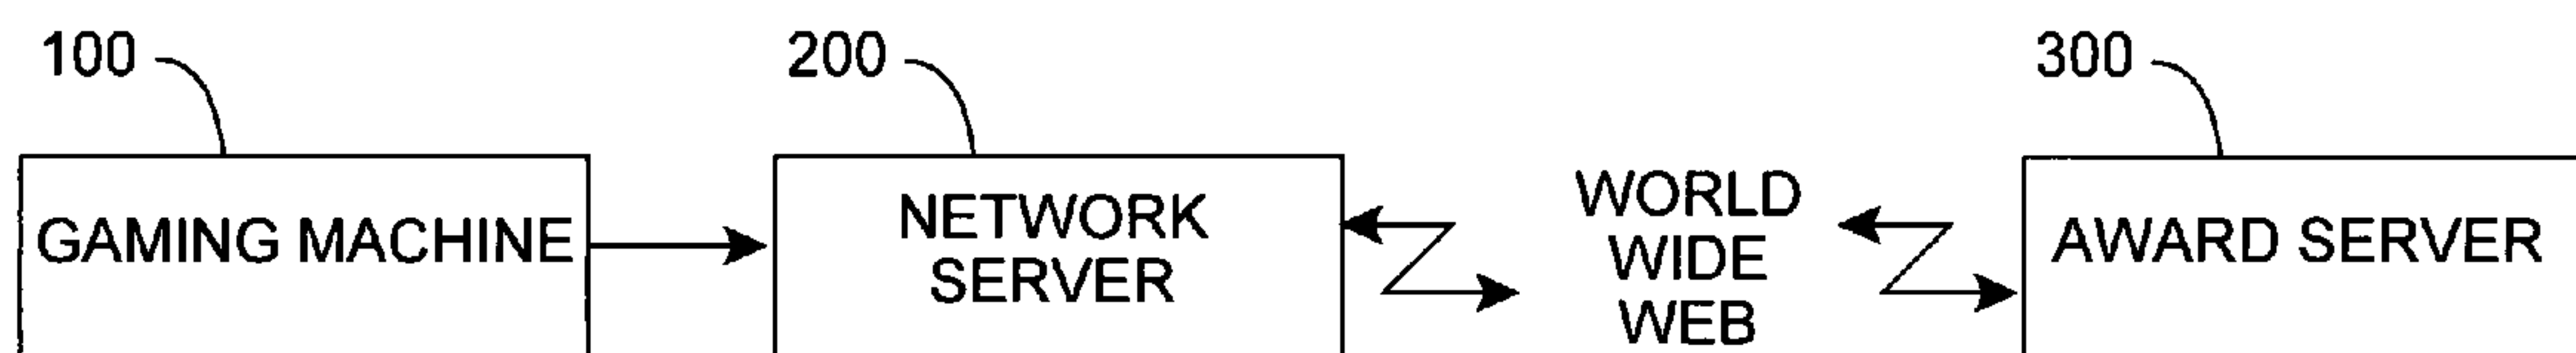 100
200
300
GAMING MACHINE
NETWORK
SERVER
WORLD
WIDE
WEB
AWARD SERVER